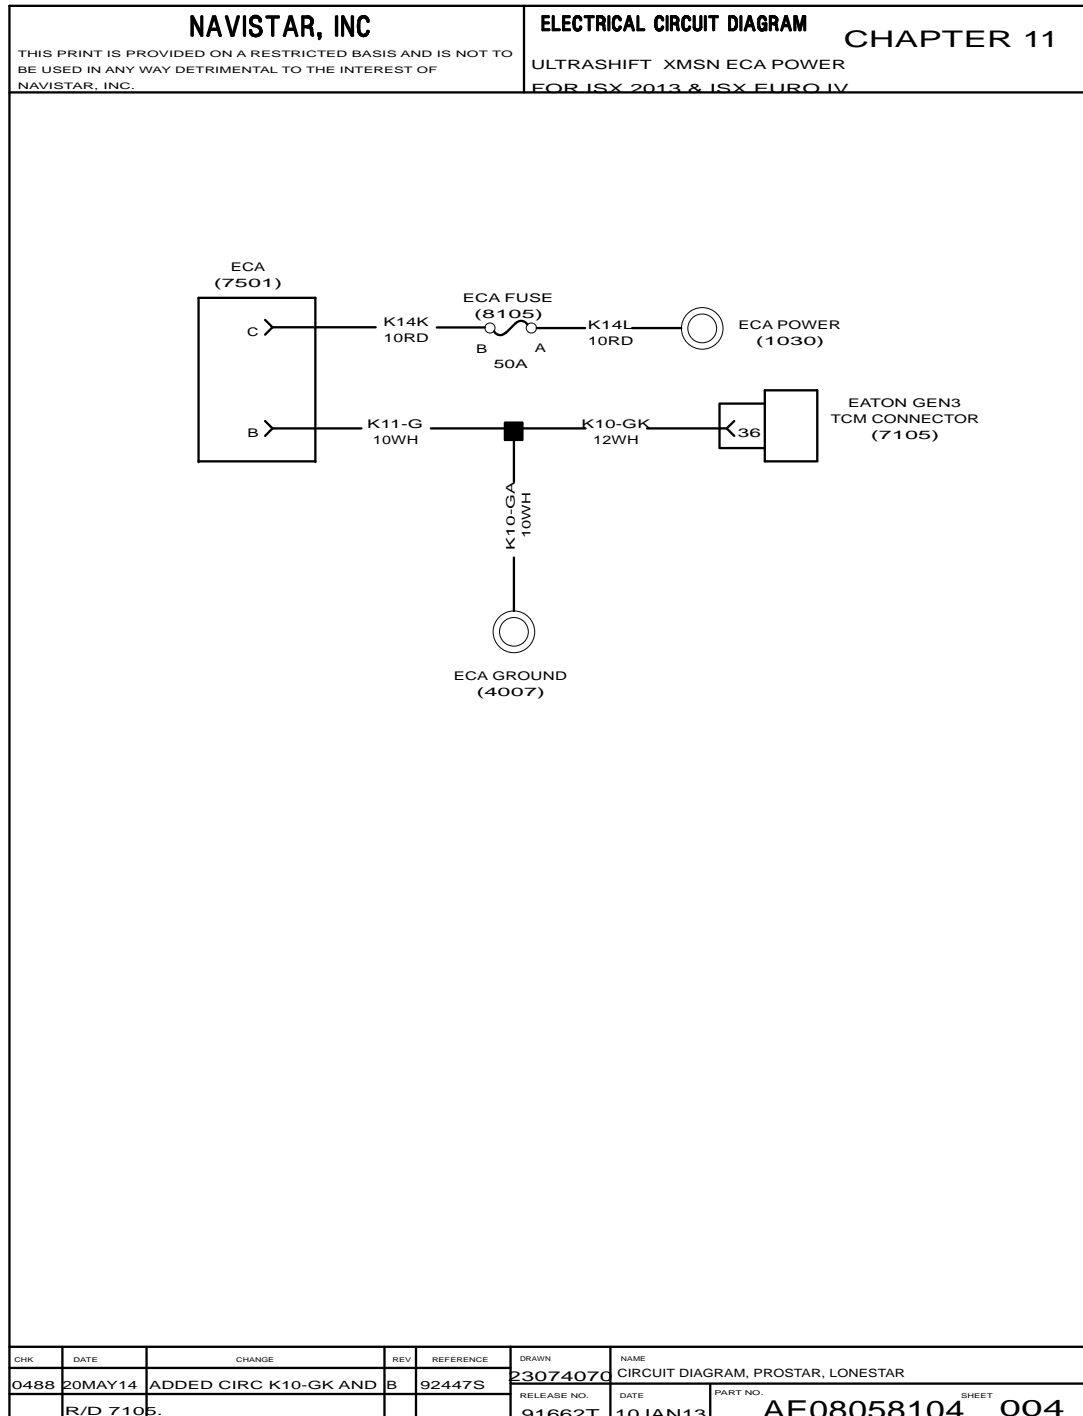 NAVISTAR, INC
THIS PRINT IS PROVIDED ON A RESTRICTED BASIS AND IS NOT TO
BE USED IN ANY WAY DETRIMENTAL TO THE INTEREST OF
NAVISTAR, INC.
ELECTRICAL CIRCUIT DIAGRAM
CHAPTER 11
ULTRASHIFT XMSN ECA POWER
FOR ISX 2013 & ISX EURO IV
ECA
(7501)
C
K14K
10RD
ECA FUSE
(8105)
B
A
50A
K14L
10RD
ECA POWER
(1030)
B
K11-G
10WH
K10-GK
12WH
36
EATON GEN3
TCM CONNECTOR
(7105)
K10-GA
10WH
ECA GROUND
(4007)
CHK DATE CHANGE REV REFERENCE
0488 20MAY14 ADDED CIRC K10-GK AND B 92447S
R/D 7105.
DRAWN
23074070
NAME
CIRCUIT DIAGRAM, PROSTAR, LONESTAR
RELEASE NO.
91662T
DATE
10JAN13
PART NO.
AE08058104
SHEET
004